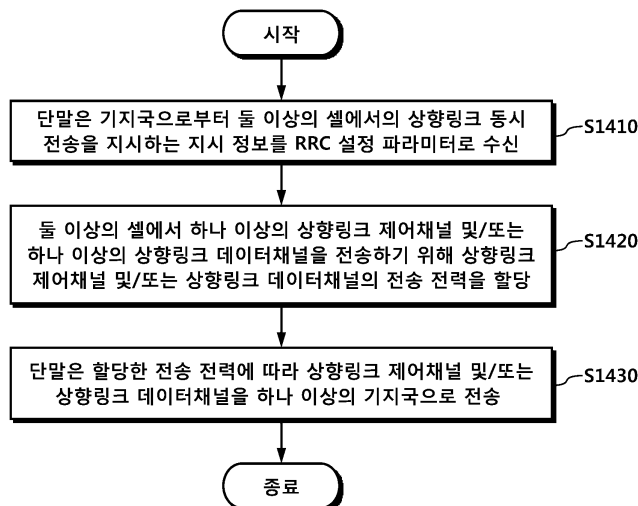 시작
단말은 기지국으로부터 둘 이상의 셀에서의 상향링크 동시
전송을 지시하는 지시 정보를 RRC 설정 파라미터로 수신
S1410
둘 이상의 셀에서 하나 이상의 상향링크 제어채널 및/또는
하나 이상의 상향링크 데이터채널을 전송하기 위해 상향링크
제어채널 및/또는 상향링크 데이터채널의 전송 전력을 할당
S1420
단말은 할당한 전송 전력에 따라 상향링크 제어채널 및/또는
상향링크 데이터채널을 하나 이상의 기지국으로 전송
S1430
종료